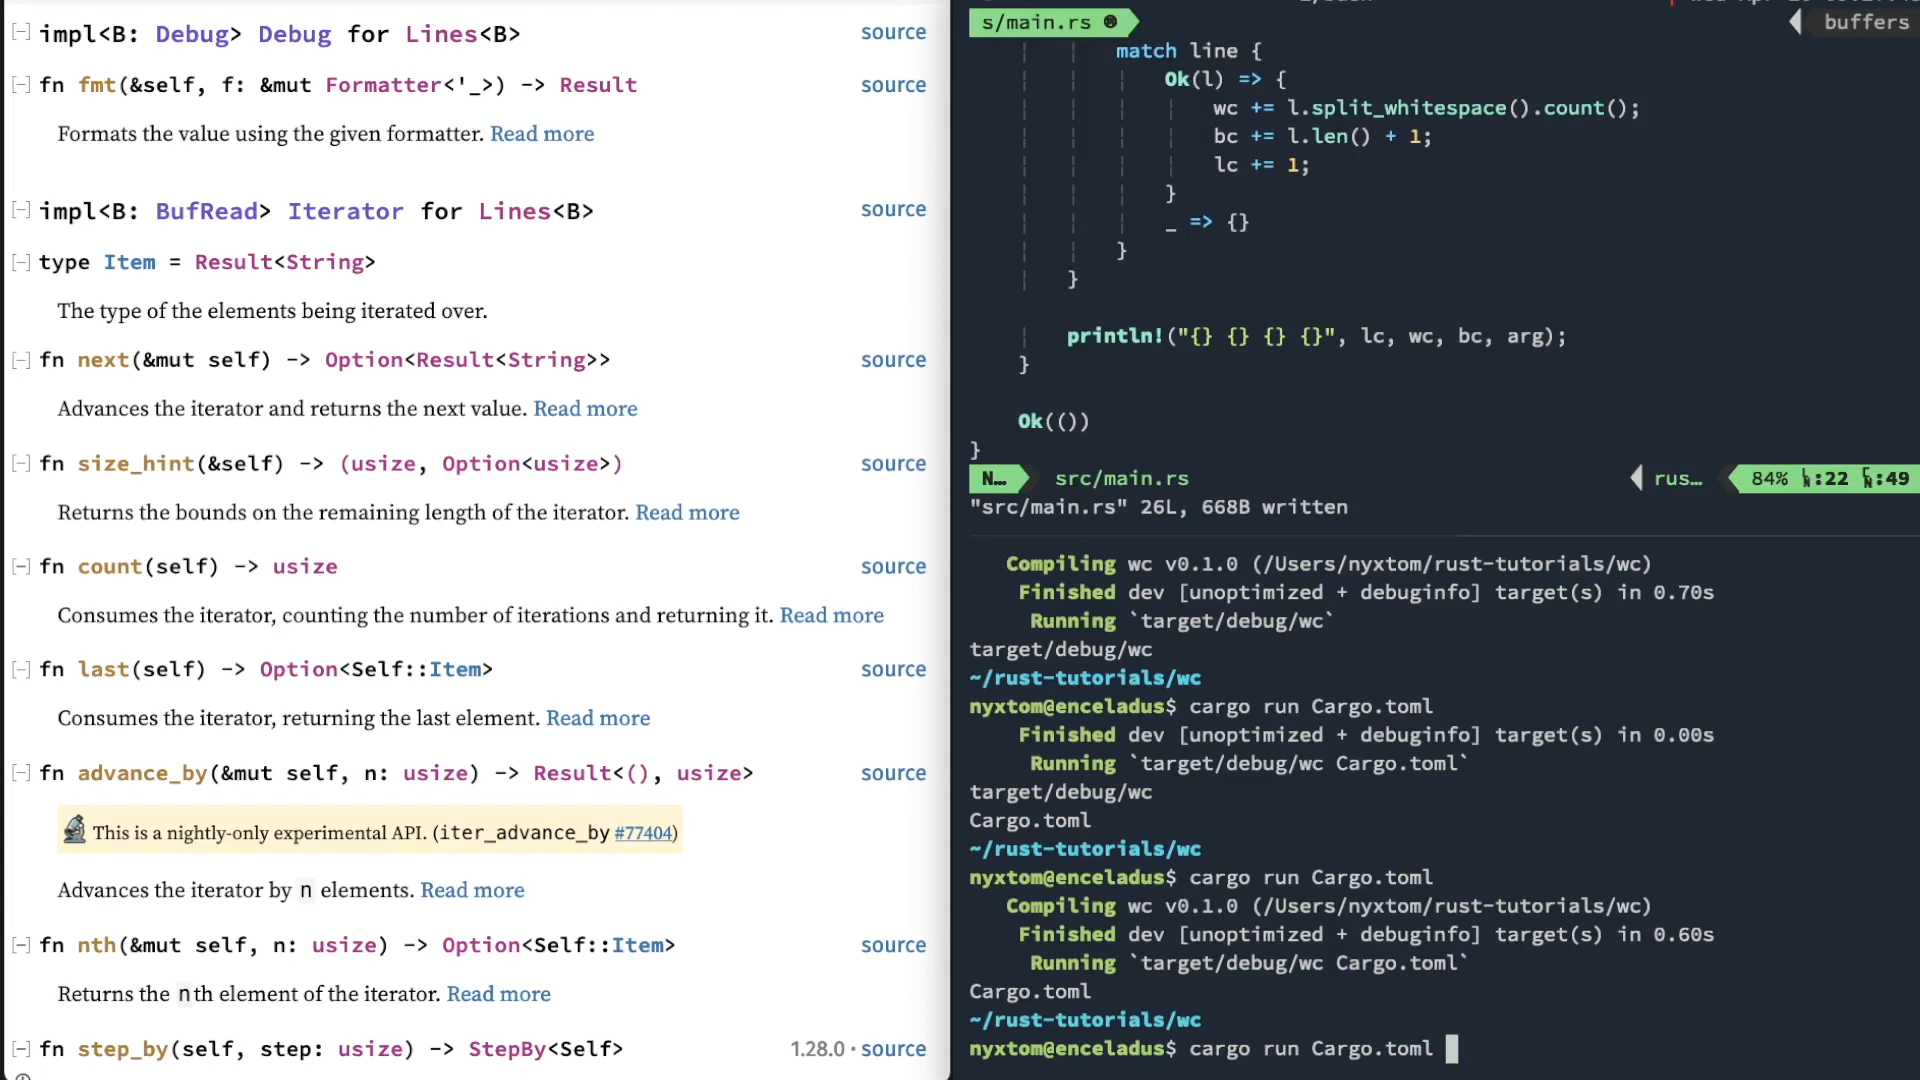 impl<B: Debug> Debug for Lines<B>
source
fn fmt(&self, f: &mut Formatter<'_>) -> Result
source
Formats the value using the given formatter. Read more
impl<B: BufRead> Iterator for Lines<B>
source
type Item = Result<String>
The type of the elements being iterated over.
fn next(&mut self) -> Option<Result<String>>
source
Advances the iterator and returns the next value. Read more
fn size_hint(&self) -> (usize, Option<usize>)
source
Returns the bounds on the remaining length of the iterator. Read more
fn count(self) -> usize
source
Consumes the iterator, counting the number of iterations and returning it. Read more
fn last(self) -> Option<Self::Item>
source
Consumes the iterator, returning the last element. Read more
fn advance_by(&mut self, n: usize) -> Result<(), usize>
source
This is a nightly-only experimental API. (iter_advance_by #77404)
Advances the iterator by n elements. Read more
fn nth(&mut self, n: usize) -> Option<Self::Item>
source
Returns the nth element of the iterator. Read more
fn step_by(self, step: usize) -> StepBy<Self>
1.28.0 · source
s/main.rs
buffers
match line {
Ok(l) => {
wc += l.split_whitespace().count();
bc += l.len() + 1;
lc += 1;
}
_ => {}
}
}
println!("{} {} {} {}", lc, wc, bc, arg);
}
Ok(())
}
N… src/main.rs rus… 84% :22 :49
"src/main.rs" 26L, 668B written
Compiling wc v0.1.0 (/Users/nyxtom/rust-tutorials/wc)
Finished dev [unoptimized + debuginfo] target(s) in 0.70s
Running `target/debug/wc`
target/debug/wc
~/rust-tutorials/wc
nyxtom@enceladus$ cargo run Cargo.toml
Finished dev [unoptimized + debuginfo] target(s) in 0.00s
Running `target/debug/wc Cargo.toml`
target/debug/wc
Cargo.toml
~/rust-tutorials/wc
nyxtom@enceladus$ cargo run Cargo.toml
Compiling wc v0.1.0 (/Users/nyxtom/rust-tutorials/wc)
Finished dev [unoptimized + debuginfo] target(s) in 0.60s
Running `target/debug/wc Cargo.toml`
Cargo.toml
~/rust-tutorials/wc
nyxtom@enceladus$ cargo run Cargo.toml